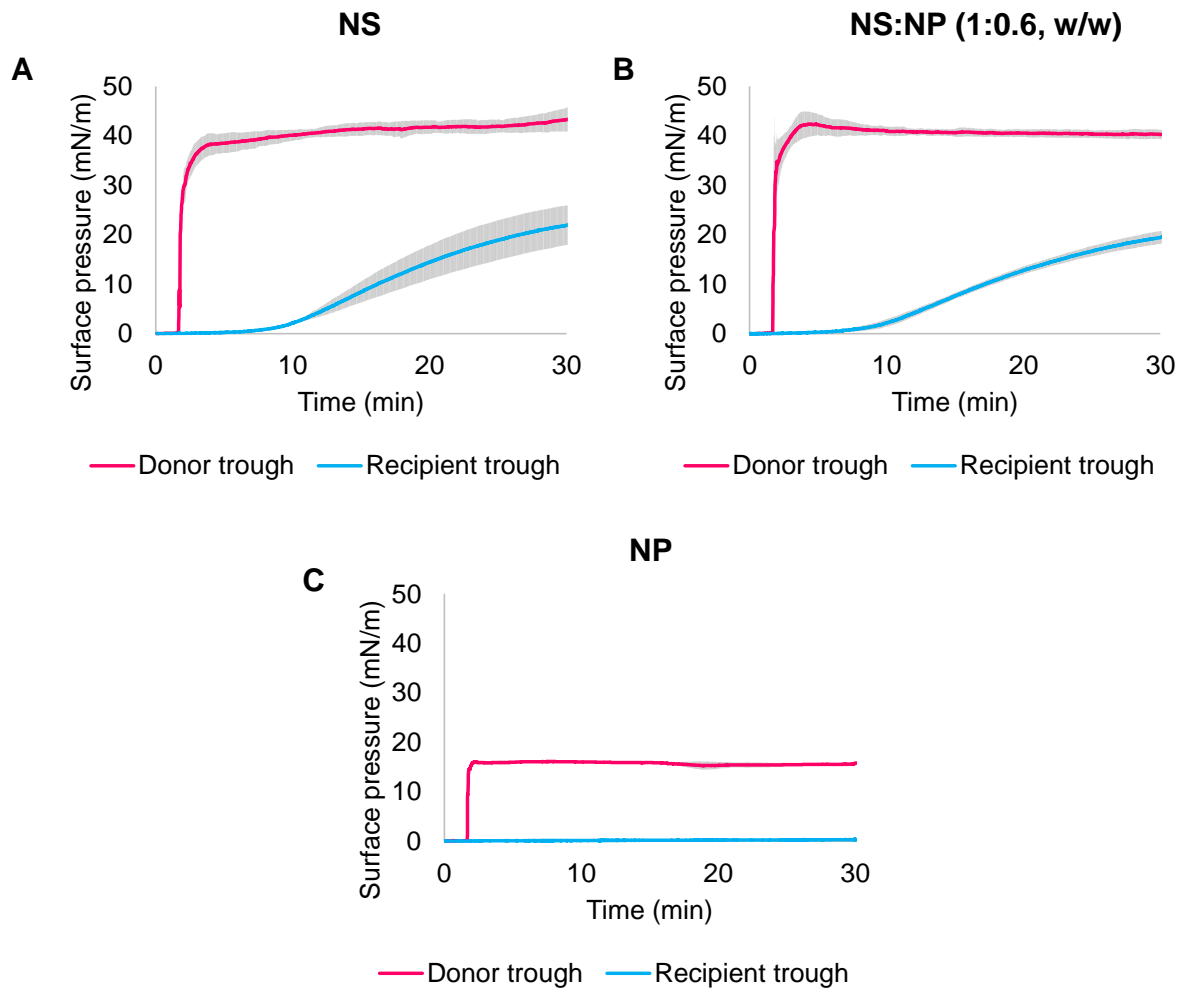 NS
A
Surface pressure (mN/m)
50
40
30
20
10
0
0 10 20 30
Time (min)
Donor trough Recipient trough
NS:NP (1:0.6, w/w)
B
Surface pressure (mN/m)
50
40
30
20
10
0
0 10 20 30
Time (min)
Donor trough Recipient trough
NP
C
Surface pressure (mN/m)
50
40
30
20
10
0
0 10 20 30
Time (min)
Donor trough Recipient trough